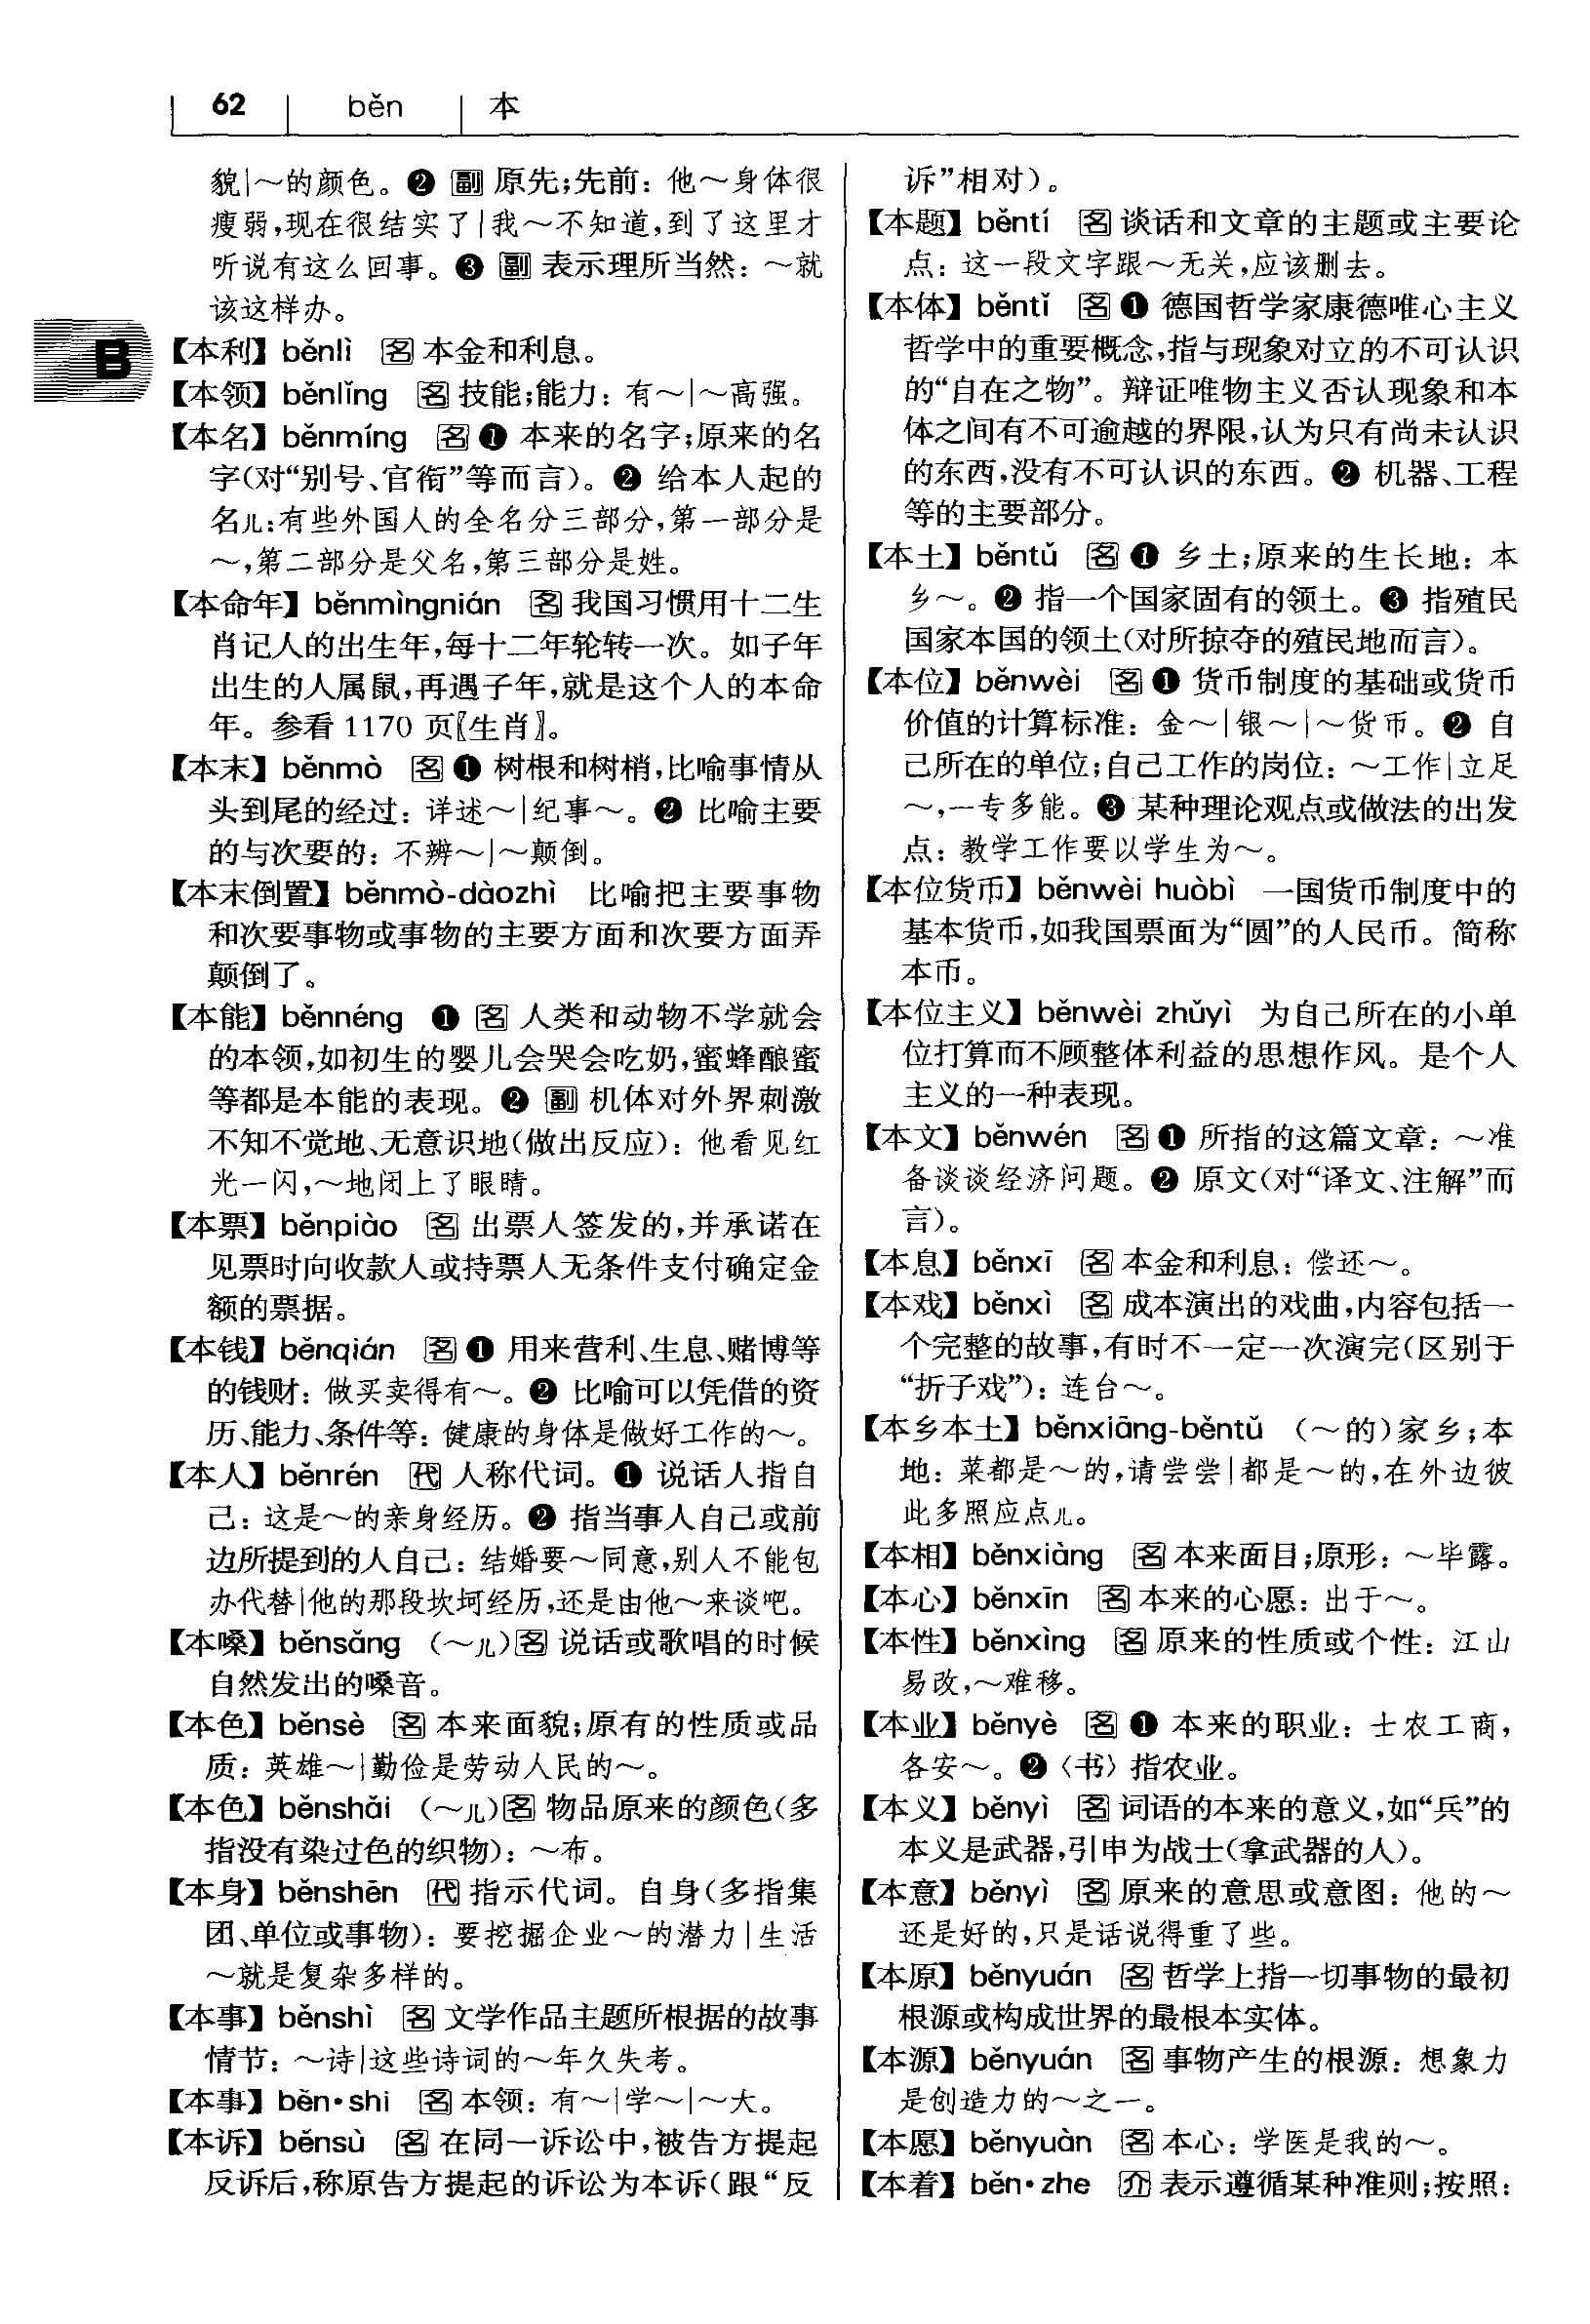 62 běn 本
貌|～的颜色。❷ 副 原先;先前：他～身体很
瘦弱,现在很结实了|我～不知道,到了这里才
听说有这么回事。❸ 副 表示理所当然：～就
该这样办。
B
【本利】běnlì 名 本金和利息。
【本领】běnlǐng 名 技能;能力：有～|～高强。
【本名】běnmíng 名 ❶ 本来的名字;原来的名
字(对“别号、官衔”等而言)。❷ 给本人起的
名儿:有些外国人的全名分三部分,第一部分是
～,第二部分是父名,第三部分是姓。
【本命年】běnmìngnián 名 我国习惯用十二生
肖记人的出生年,每十二年轮转一次。如子年
出生的人属鼠,再遇子年,就是这个人的本命
年。参看 1170 页〖生肖〗。
【本末】běnmò 名 ❶ 树根和树梢,比喻事情从
头到尾的经过：详述～|纪事～。❷ 比喻主要
的与次要的：不辨～|～颠倒。
【本末倒置】běnmò-dàozhì 比喻把主要事物
和次要事物或事物的主要方面和次要方面弄
颠倒了。
【本能】běnnéng ❶ 名 人类和动物不学就会
的本领,如初生的婴儿会哭会吃奶,蜜蜂酿蜜
等都是本能的表现。❷ 副 机体对外界刺激
不知不觉地、无意识地(做出反应)：他看见红
光一闪,～地闭上了眼睛。
【本票】běnpiào 名 出票人签发的,并承诺在
见票时向收款人或持票人无条件支付确定金
额的票据。
【本钱】běnqián 名 ❶ 用来营利、生息、赌博等
的钱财：做买卖得有～。❷ 比喻可以凭借的资
历、能力、条件等：健康的身体是做好工作的～。
【本人】běnrén 代 人称代词。❶ 说话人指自
己：这是～的亲身经历。❷ 指当事人自己或前
边所提到的人自己：结婚要～同意,别人不能包
办代替|他的那段坎坷经历,还是由他～来谈吧。
【本嗓】běnsǎng (～儿)名 说话或歌唱的时候
自然发出的嗓音。
【本色】běnsè 名 本来面貌;原有的性质或品
质：英雄～|勤俭是劳动人民的～。
【本色】běnshǎi (～儿)名 物品原来的颜色(多
指没有染过色的织物)：～布。
【本身】běnshēn 代 指示代词。自身(多指集
团、单位或事物)：要挖掘企业～的潜力|生活
～就是复杂多样的。
【本事】běnshì 名 文学作品主题所根据的故事
情节：～诗|这些诗词的～年久失考。
【本事】běn·shi 名 本领：有～|学～|～大。
【本诉】běnsù 名 在同一诉讼中,被告方提起
反诉后,称原告方提起的诉讼为本诉(跟“反
诉”相对)。
【本题】běntí 名 谈话和文章的主题或主要论
点：这一段文字跟～无关,应该删去。
【本体】běntǐ 名 ❶ 德国哲学家康德唯心主义
哲学中的重要概念,指与现象对立的不可认识
的“自在之物”。辩证唯物主义否认现象和本
体之间有不可逾越的界限,认为只有尚未认识
的东西,没有不可认识的东西。❷ 机器、工程
等的主要部分。
【本土】běntǔ 名 ❶ 乡土;原来的生长地：本
乡～。❷ 指一个国家固有的领土。❸ 指殖民
国家本国的领土(对所掠夺的殖民地而言)。
【本位】běnwèi 名 ❶ 货币制度的基础或货币
价值的计算标准：金～|银～|～货币。❷ 自
己所在的单位;自己工作的岗位：～工作|立足
～,一专多能。❸ 某种理论观点或做法的出发
点：教学工作要以学生为～。
【本位货币】běnwèi huòbì 一国货币制度中的
基本货币,如我国票面为“圆”的人民币。简称
本币。
【本位主义】běnwèi zhǔyì 为自己所在的小单
位打算而不顾整体利益的思想作风。是个人
主义的一种表现。
【本文】běnwén 名 ❶ 所指的这篇文章：～准
备谈谈经济问题。❷ 原文(对“译文、注解”而
言)。
【本息】běnxī 名 本金和利息：偿还～。
【本戏】běnxì 名 成本演出的戏曲,内容包括一
个完整的故事,有时不一定一次演完(区别于
“折子戏”)：连台～。
【本乡本土】běnxiāng-běntǔ (～的)家乡;本
地：菜都是～的,请尝尝|都是～的,在外边彼
此多照应点儿。
【本相】běnxiàng 名 本来面目;原形：～毕露。
【本心】běnxīn 名 本来的心愿：出于～。
【本性】běnxìng 名 原来的性质或个性：江山
易改,～难移。
【本业】běnyè 名 ❶ 本来的职业：士农工商,
各安～。❷〈书〉指农业。
【本义】běnyì 名 词语的本来的意义,如“兵”的
本义是武器,引申为战士(拿武器的人)。
【本意】běnyì 名 原来的意思或意图：他的～
还是好的,只是话说得重了些。
【本原】běnyuán 名 哲学上指一切事物的最初
根源或构成世界的最根本实体。
【本源】běnyuán 名 事物产生的根源：想象力
是创造力的～之一。
【本愿】běnyuàn 名 本心：学医是我的～。
【本着】běn·zhe 介 表示遵循某种准则;按照：